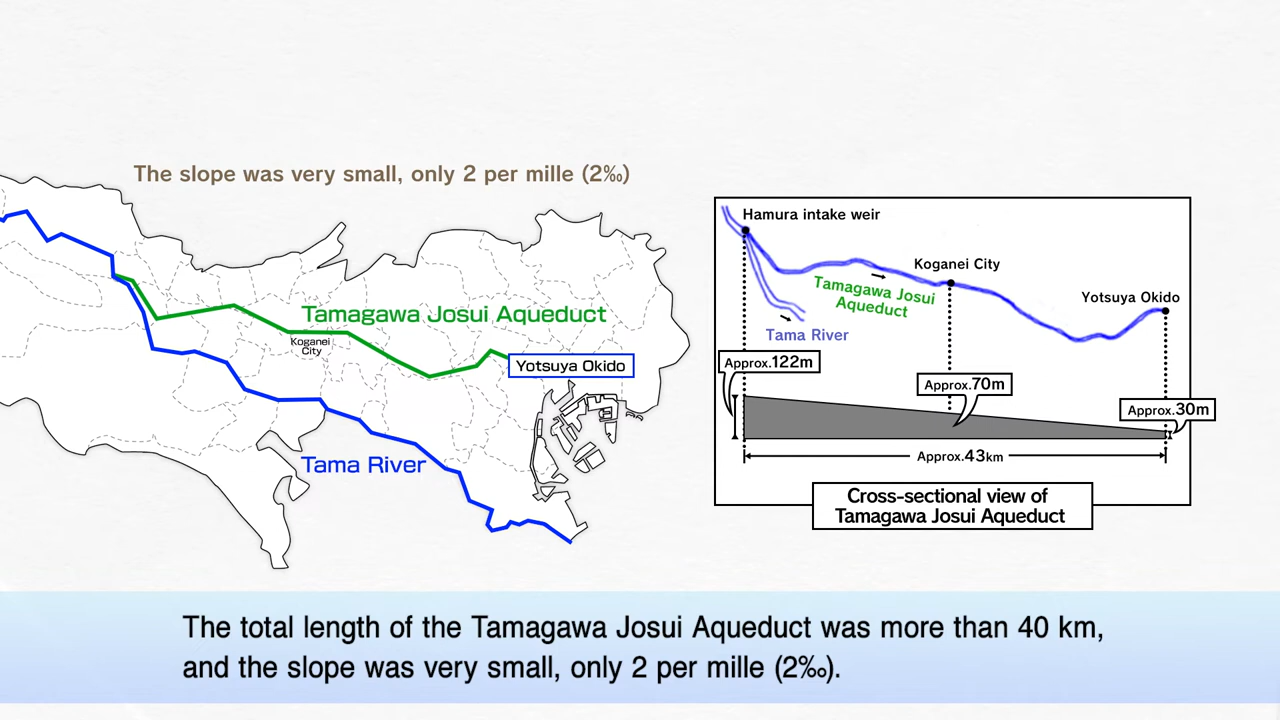 The slope was very small, only 2 per mille (2‰)
Tamagawa Josui Aqueduct
Koganei
City
Yotsuya Okido
Tama River
Hamura intake weir
Koganei City
Yotsuya Okido
Tamagawa Josui
Aqueduct
Tama River
Approx.122m
Approx.70m
Approx.30m
Approx.43km
Cross-sectional view of
Tamagawa Josui Aqueduct
The total length of the Tamagawa Josui Aqueduct was more than 40 km,
and the slope was very small, only 2 per mille (2‰).